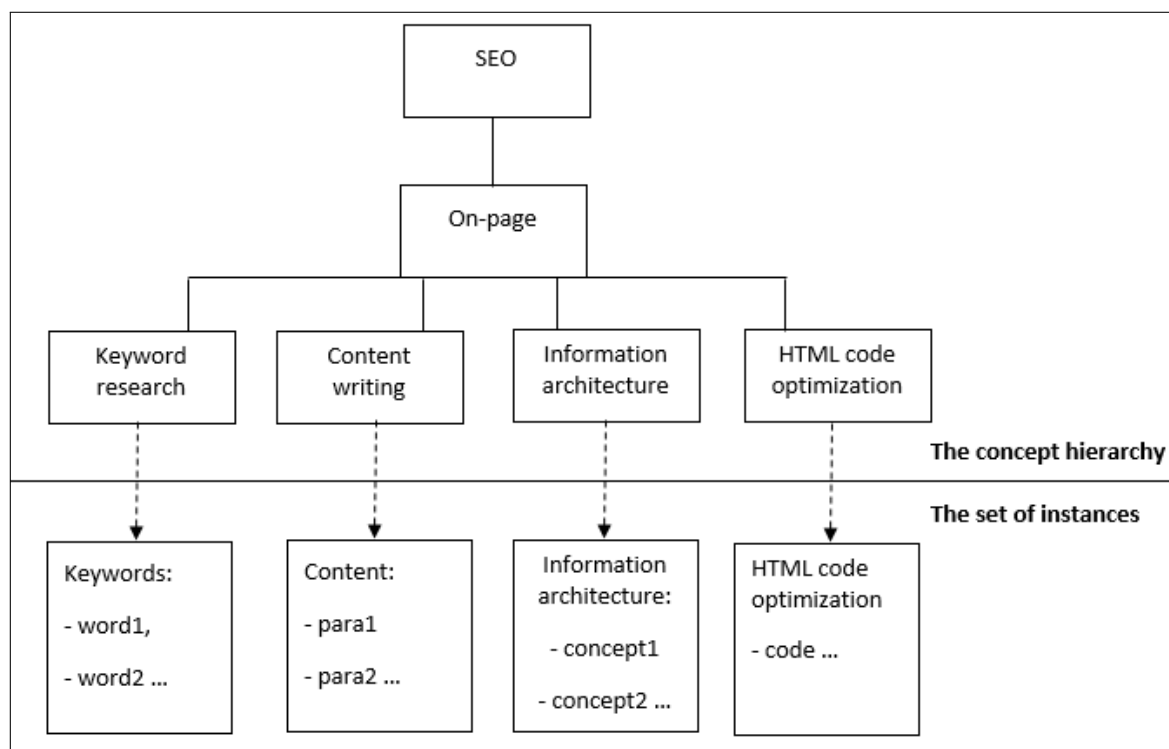 SEO
On-page
Keyword
research
Content
writing
Information
architecture
HTML code
optimization
The concept hierarchy
The set of instances
Keywords:
- word1,
- word2 ...
Content:
- para1
- para2 ...
Information
architecture:
- concept1
- concept2 ...
HTML code
optimization
- code ...